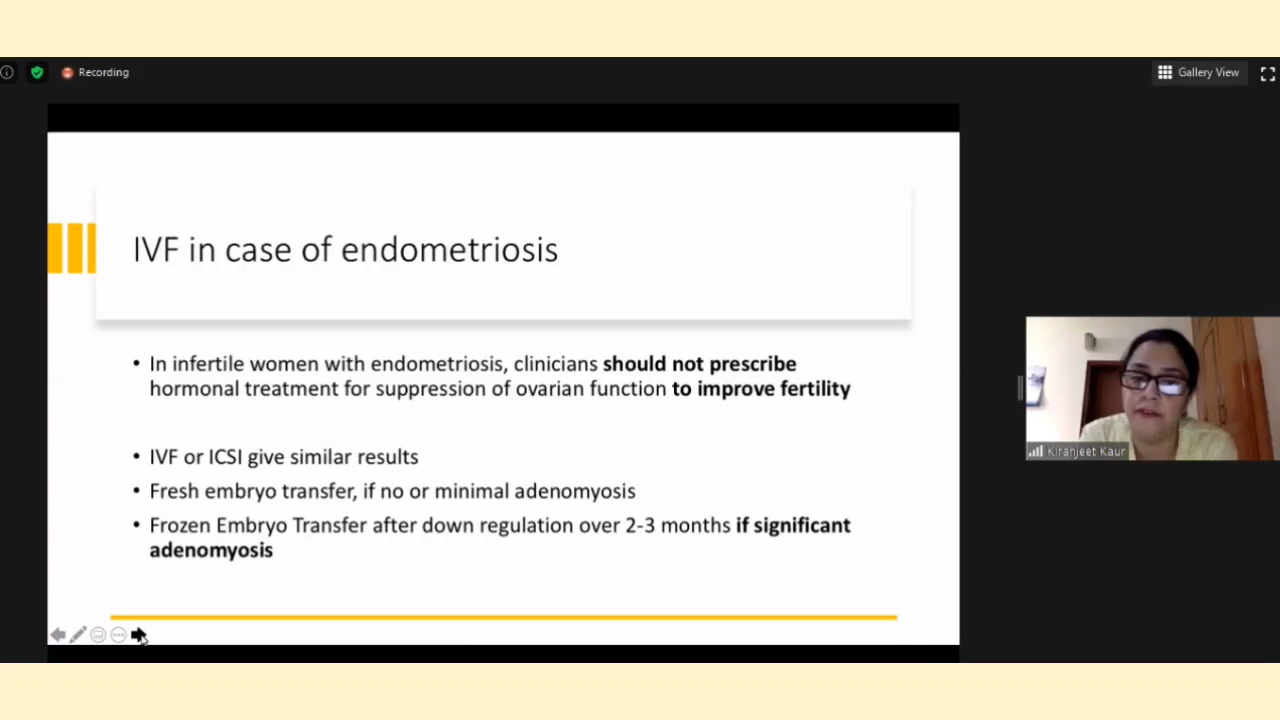 Recording
Gallery View
IVF in case of endometriosis
• In infertile women with endometriosis, clinicians should not prescribe
hormonal treatment for suppression of ovarian function to improve fertility
• IVF or ICSI give similar results
• Fresh embryo transfer, if no or minimal adenomyosis
• Frozen Embryo Transfer after down regulation over 2-3 months if significant
adenomyosis
Kiranjeet Kaur